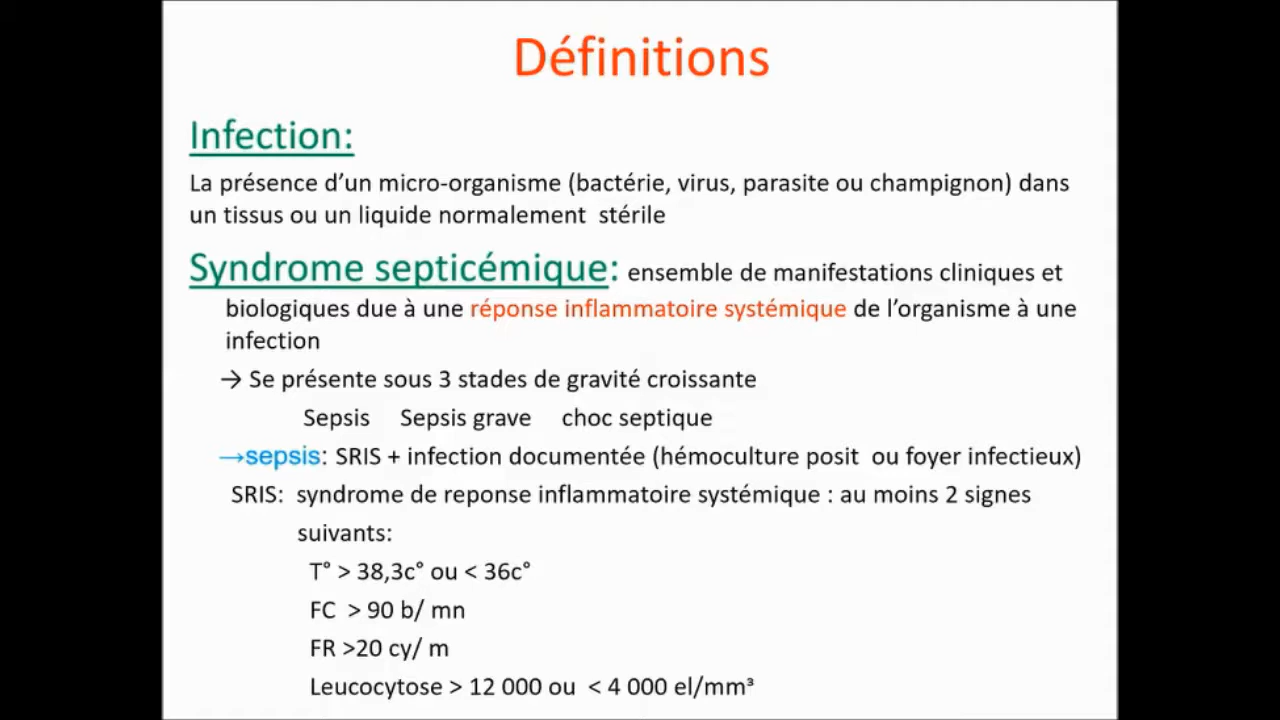 Définitions
Infection:
La présence d’un micro-organisme (bactérie, virus, parasite ou champignon) dans
un tissus ou un liquide normalement stérile
Syndrome septicémique: ensemble de manifestations cliniques et
biologiques due à une réponse inflammatoire systémique de l’organisme à une
infection
→ Se présente sous 3 stades de gravité croissante
Sepsis Sepsis grave choc septique
→sepsis: SRIS + infection documentée (hémoculture posit ou foyer infectieux)
SRIS: syndrome de reponse inflammatoire systémique : au moins 2 signes
suivants:
T° > 38,3c° ou < 36c°
FC > 90 b/ mn
FR >20 cy/ m
Leucocytose > 12 000 ou < 4 000 el/mm³